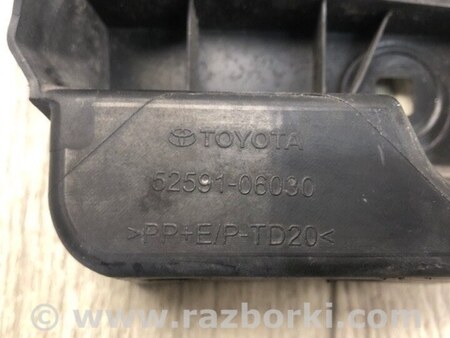 TOYOTA
52591-06030
>PP+E/P-TD20<
www.razborki.com